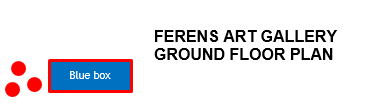 FERENS ART GALLERY
GROUND FLOOR PLAN
Blue box